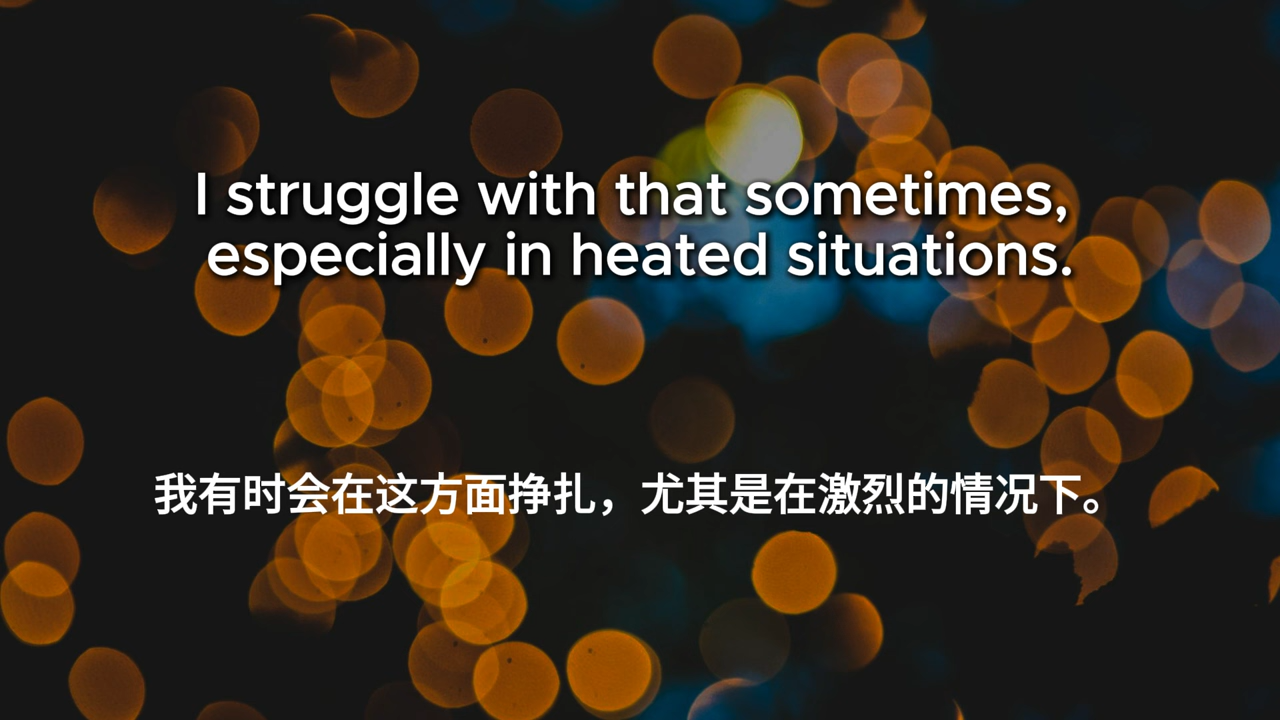 I struggle with that sometimes,
especially in heated situations.
我有时会在这方面挣扎，尤其是在激烈的情况下。